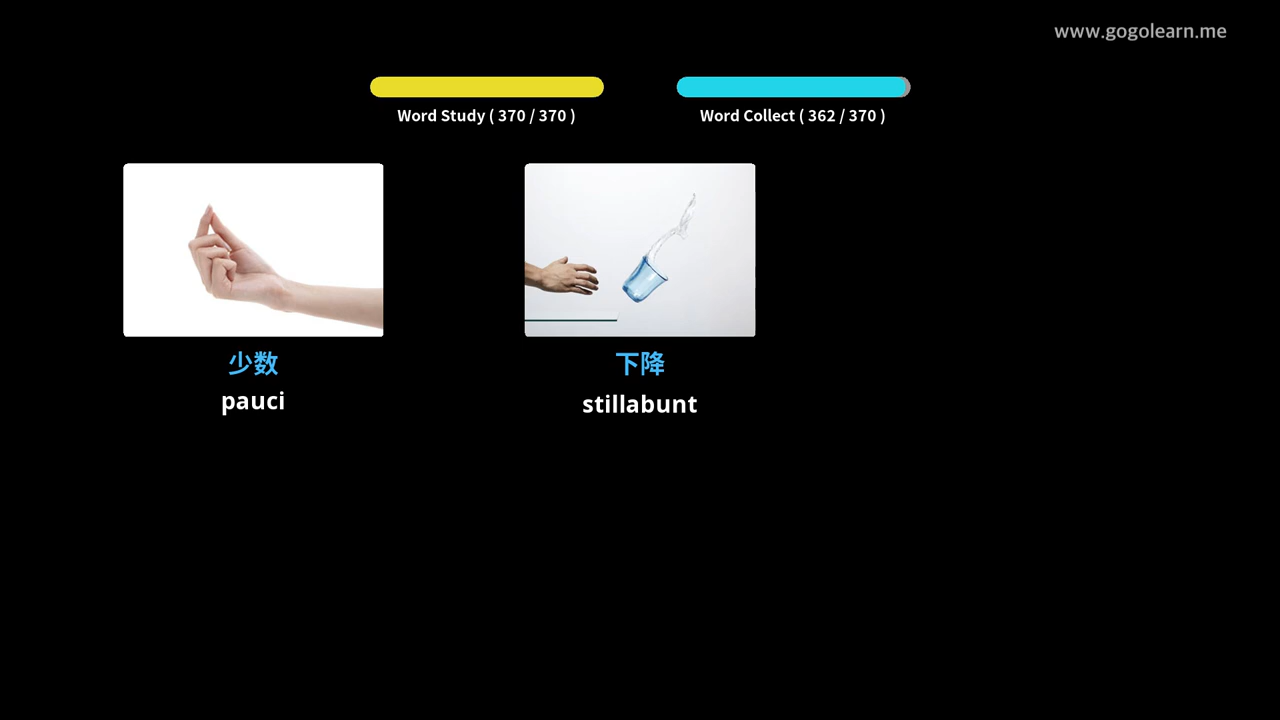 www.gogolearn.me
Word Study ( 370 / 370 )
Word Collect ( 362 / 370 )
少数
pauci
下降
stillabunt